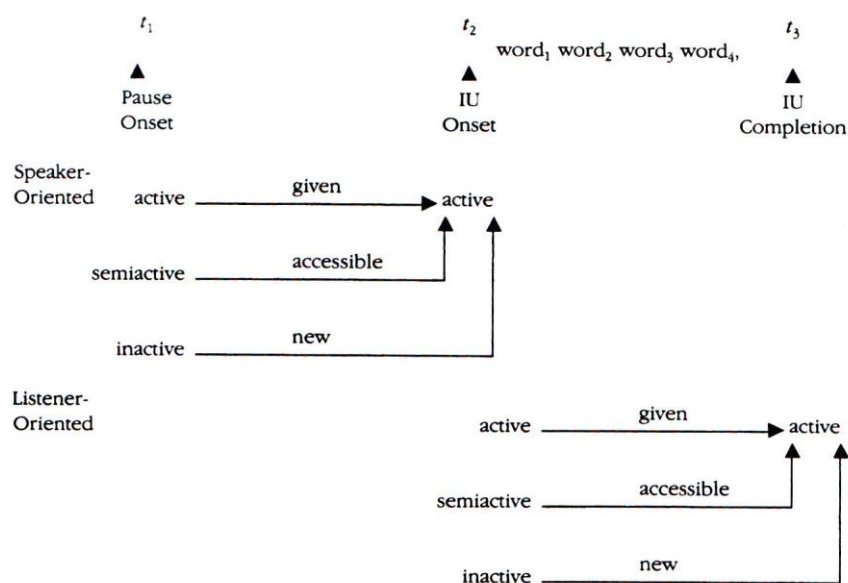 t₁ t₂ t₃
word₁ word₂ word₃ word₄,
Pause IU IU
Onset Onset Completion
Speaker-
Oriented active given active
semiactive accessible
inactive new
Listener-
Oriented active given active
semiactive accessible
inactive new